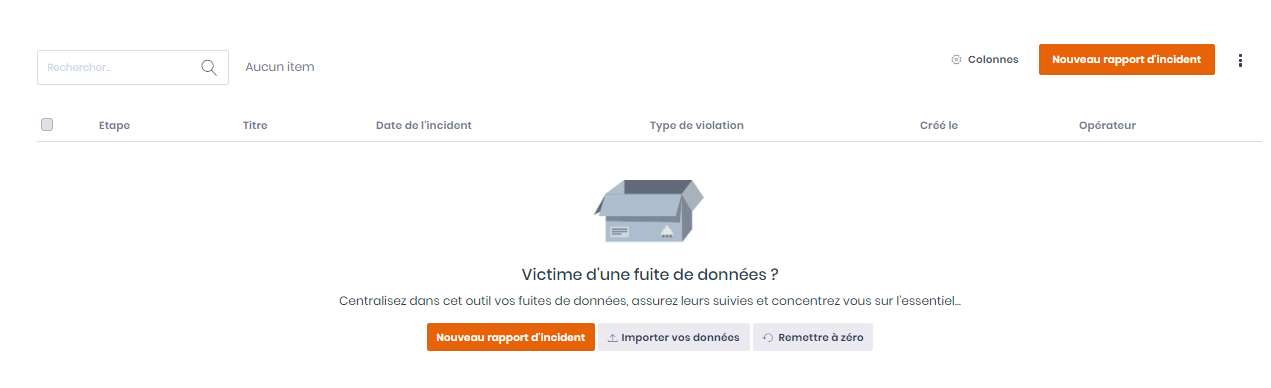 Rechercher...
Aucun item
Colonnes
Nouveau rapport d'incident
Etape
Titre
Date de l'incident
Type de violation
Créé le
Opérateur
Victime d'une fuite de données ?
Centralisez dans cet outil vos fuites de données, assurez leurs suivies et concentrez vous sur l'essentiel...
Nouveau rapport d'incident
Importer vos données
Remettre à zéro